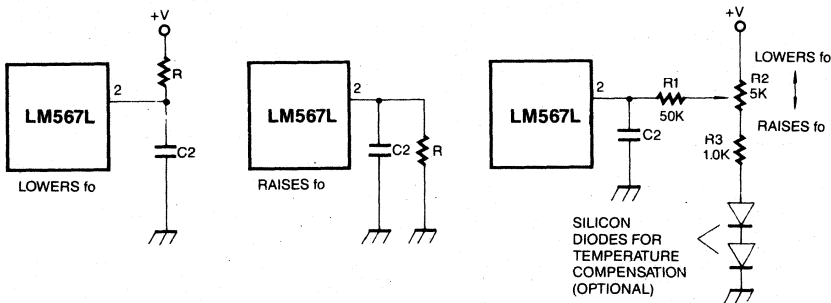 +V
R
2
LM567L
C2
LOWERS fo
2
LM567L
C2
R
RAISES fo
+V
LOWERS fo
R2
5K
RAISES fo
2
R1
50K
LM567L
C2
R3
1.0K
SILICON
DIODES FOR
TEMPERATURE
COMPENSATION
(OPTIONAL)